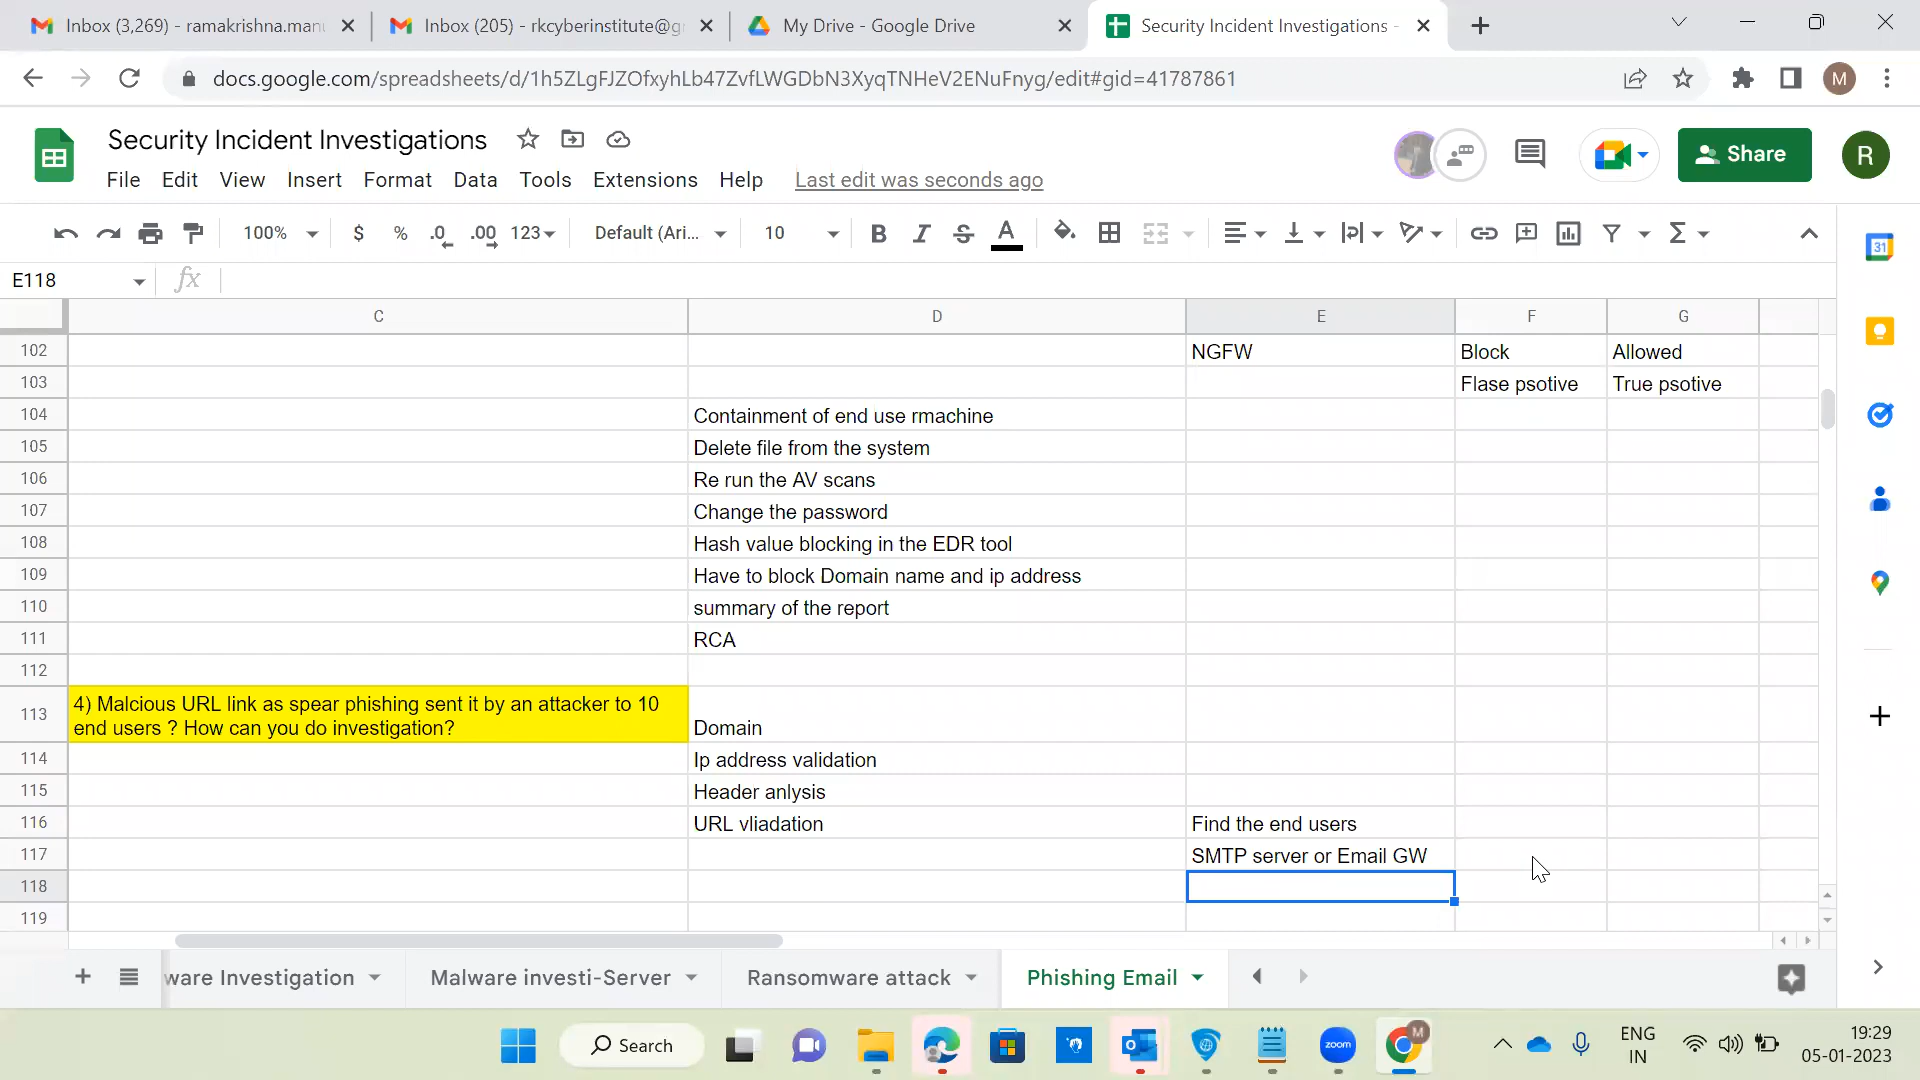 Inbox (3,269) - ramakrishna.manu
Inbox (205) - rkcyberinstitute@gr
My Drive - Google Drive
Security Incident Investigations -
docs.google.com/spreadsheets/d/1h5ZLgFJZOfxyhLb47ZvfLWGDbN3XyqTNHeV2ENuFnyg/edit#gid=41787861
M
Security Incident Investigations
Share
R
File Edit View Insert Format Data Tools Extensions Help Last edit was seconds ago
100% $ % .0 .00 123 Default (Ari... 10 B I S A
31
E118 fx
C D E F G
102 NGFW Block Allowed
103 Flase psotive True psotive
104 Containment of end use rmachine
105 Delete file from the system
106 Re run the AV scans
107 Change the password
108 Hash value blocking in the EDR tool
109 Have to block Domain name and ip address
110 summary of the report
111 RCA
112
113 4) Malcious URL link as spear phishing sent it by an attacker to 10
end users ? How can you do investigation? Domain
114 Ip address validation
115 Header anlysis
116 URL vliadation Find the end users
117 SMTP server or Email GW
118
119
ware Investigation Malware investi-Server Ransomware attack Phishing Email
Search
zoom
M
ENG
IN
19:29
05-01-2023